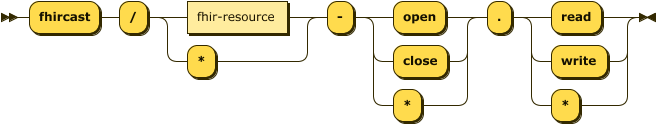 fhircast / fhir-resource - open . read
* close write
* *